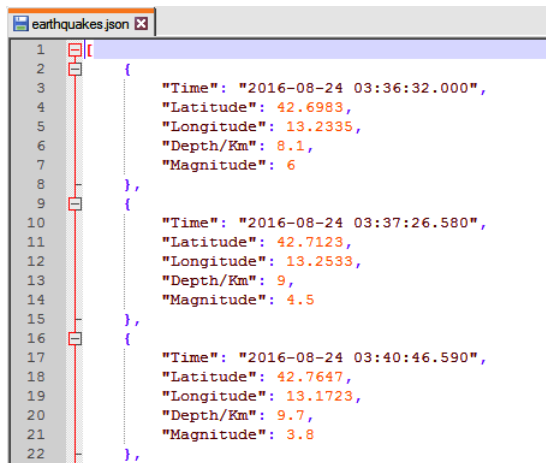 earthquakes.json
1 [
2 {
3 "Time": "2016-08-24 03:36:32.000",
4 "Latitude": 42.6983,
5 "Longitude": 13.2335,
6 "Depth/Km": 8.1,
7 "Magnitude": 6
8 },
9 {
10 "Time": "2016-08-24 03:37:26.580",
11 "Latitude": 42.7123,
12 "Longitude": 13.2533,
13 "Depth/Km": 9,
14 "Magnitude": 4.5
15 },
16 {
17 "Time": "2016-08-24 03:40:46.590",
18 "Latitude": 42.7647,
19 "Longitude": 13.1723,
20 "Depth/Km": 9.7,
21 "Magnitude": 3.8
22 },